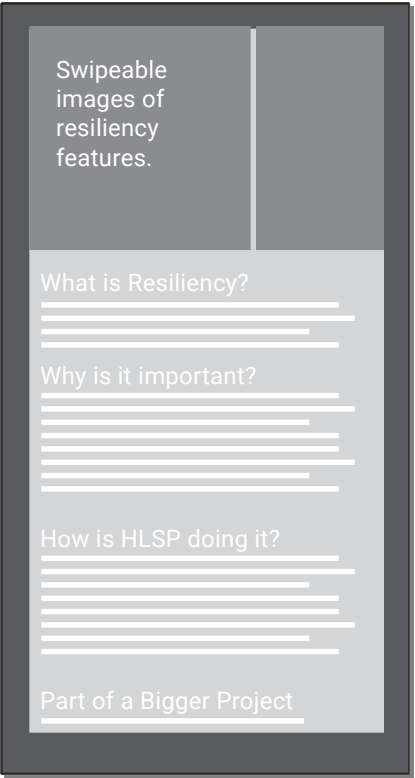 Swipeable
images of
resiliency
features.
What is Resiliency?
Why is it important?
How is HLSP doing it?
Part of a Bigger Project